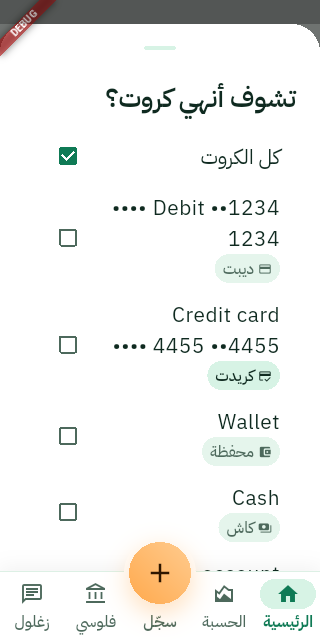 DEBUG
تشوف أنهي كروت؟
كل الكروت
•••• Debit ••1234
1234
ديبت
Credit card
•••• 4455 ••4455
كريدت
Wallet
محفظة
Cash
كاش
account
الرئيسية
الحسبة
سجّل
فلوسي
زغلول